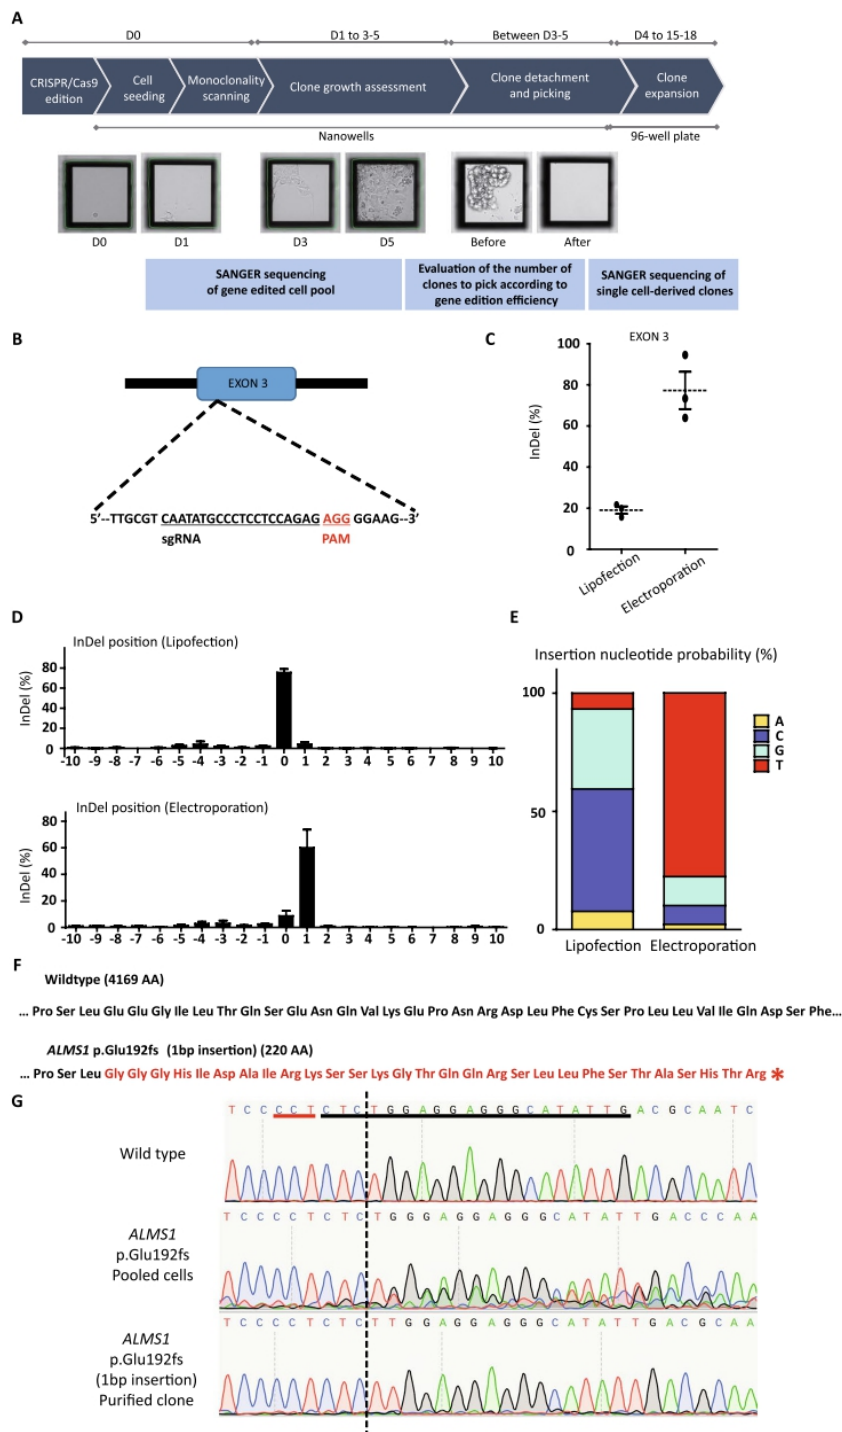 A
D0
D1 to 3-5
Between D3-5
D4 to 15-18
CRISPR/Cas9
edition
Cell
seeding
Monoclonality
scanning
Clone growth assessment
Clone detachment
and picking
Clone
expansion
Nanowells
96-well plate
D0
D1
D3
D5
Before
After
SANGER sequencing
of gene edited cell pool
Evaluation of the number of
clones to pick according to
gene edition efficiency
SANGER sequencing of
single cell-derived clones
B
EXON 3
5'--TTGCGT CAATATGCCCTCCTCCAGAG AGG GGAAG--3'
sgRNA
PAM
C
EXON 3
InDel (%)
100
80
60
40
20
0
Lipofection
Electroporation
D
InDel position (Lipofection)
InDel (%)
80
60
40
20
0
-10 -9 -8 -7 -6 -5 -4 -3 -2 -1 0 1 2 3 4 5 6 7 8 9 10
InDel position (Electroporation)
InDel (%)
80
60
40
20
0
-10 -9 -8 -7 -6 -5 -4 -3 -2 -1 0 1 2 3 4 5 6 7 8 9 10
E
Insertion nucleotide probability (%)
100
50
0
A
C
G
T
Lipofection
Electroporation
F
Wildtype (4169 AA)
... Pro Ser Leu Glu Glu Gly Ile Leu Thr Gln Ser Glu Asn Gln Val Lys Glu Pro Asn Arg Asp Leu Phe Cys Ser Pro Leu Leu Val Ile Gln Asp Ser Phe...
ALMS1 p.Glu192fs (1bp insertion) (220 AA)
... Pro Ser Leu Gly Gly Gly His Ile Asp Ala Ile Arg Lys Ser Ser Lys Gly Thr Gln Gln Arg Ser Leu Leu Phe Ser Thr Ala Ser His Thr Arg *
G
T C C C C T C T C T G G A G G A G G G C A T A T T G A C G C A A T C
Wild type
T C C C C T C T C T G G G A G G A G G G C A T A T T G A C C C A A
ALMS1
p.Glu192fs
Pooled cells
T C C C C T C T C T T G G A G G A G G G C A T A T T G A C G C A A
ALMS1
p.Glu192fs
(1bp insertion)
Purified clone